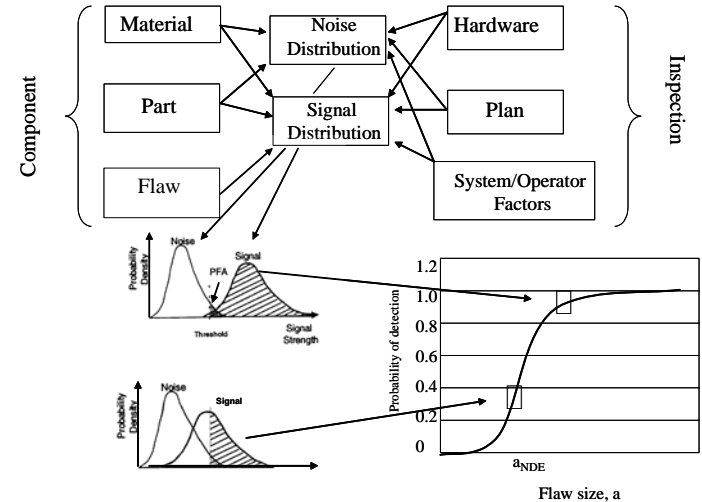 Component
Material
Part
Flaw
Noise
Distribution
Signal
Distribution
Hardware
Plan
System/Operator
Factors
Inspection
Probability
Density
Noise
PFA
Signal
Threshold
Signal
Strength
Probability
Density
Noise
Signal
Probability of detection
1.2
1.0
0.8
0.6
0.4
0.2
0
aNDE
Flaw size, a